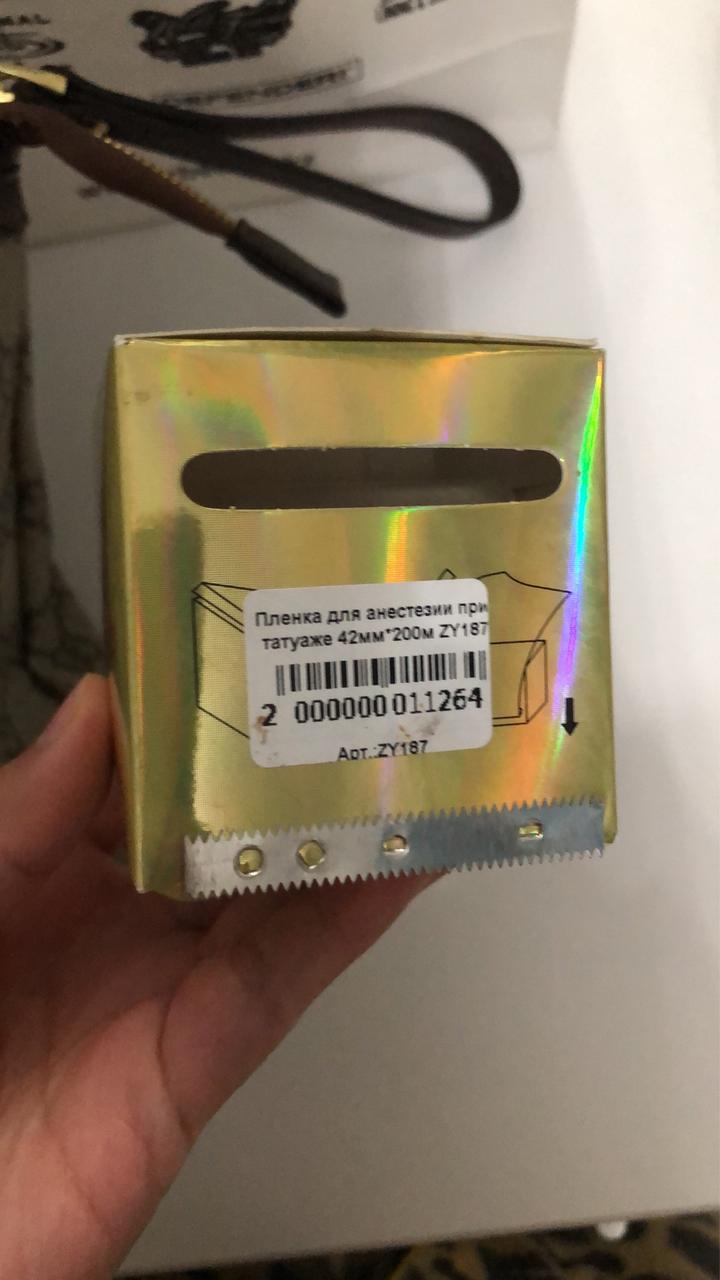 Пленка для анестезии при
татуаже 42мм*200м ZY187
2 000000 011264
Арт.:ZY187